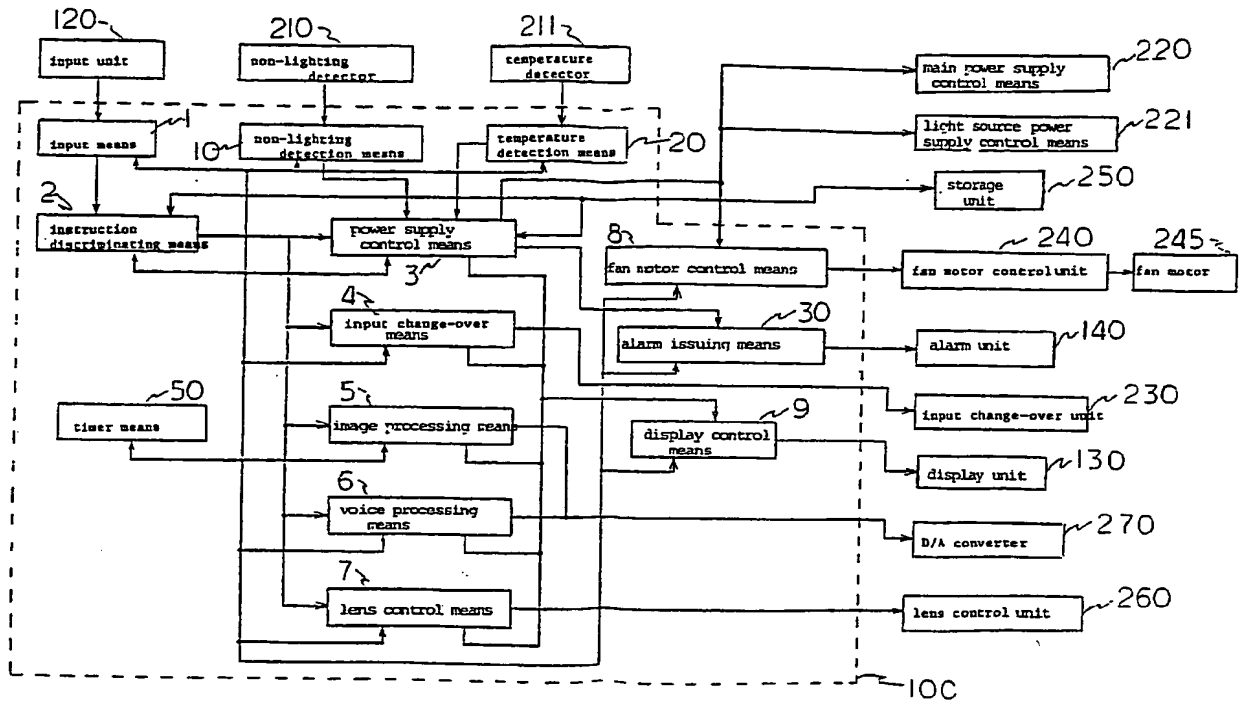 120
210
211
input unit
non-lighting
detector
temperature
detector
220
main power supply
control means
1
input means
10
non-lighting
detection means
temperature
detection means
20
221
light source power
supply control means
250
storage
unit
2
instruction
discriminating means
power supply
control means
3
8
fan motor control means
240
fan motor control unit
245
fan motor
4
input change-over
means
30
alarm issuing means
140
alarm unit
50
timer means
5
image processing means
9
display control
means
230
input change-over unit
130
display unit
6
voice processing
means
270
D/A converter
7
lens control means
260
lens control unit
10C